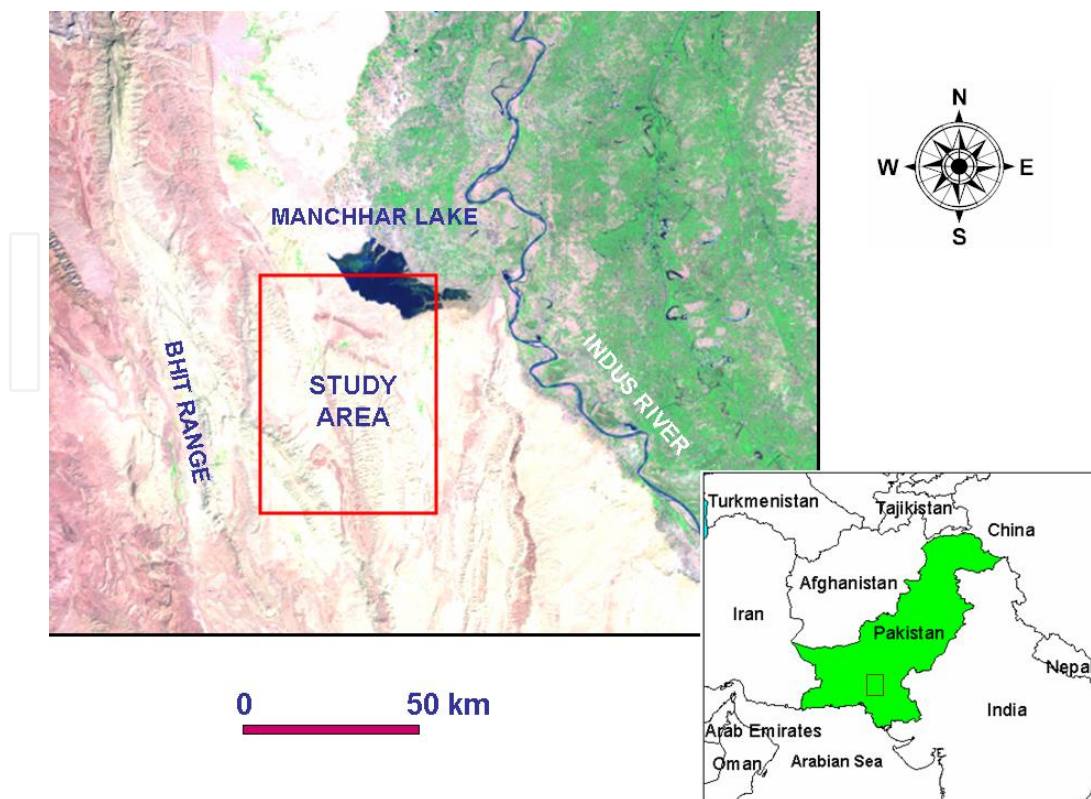 N
W E
S
MANCHHAR LAKE
BHIT RANGE
STUDY
AREA
INDUS RIVER
0 50 km
Turkmenistan
Tajikistan
China
Afghanistan
Iran
Pakistan
Nepa
India
Arab Emirates
Oman
Arabian Sea